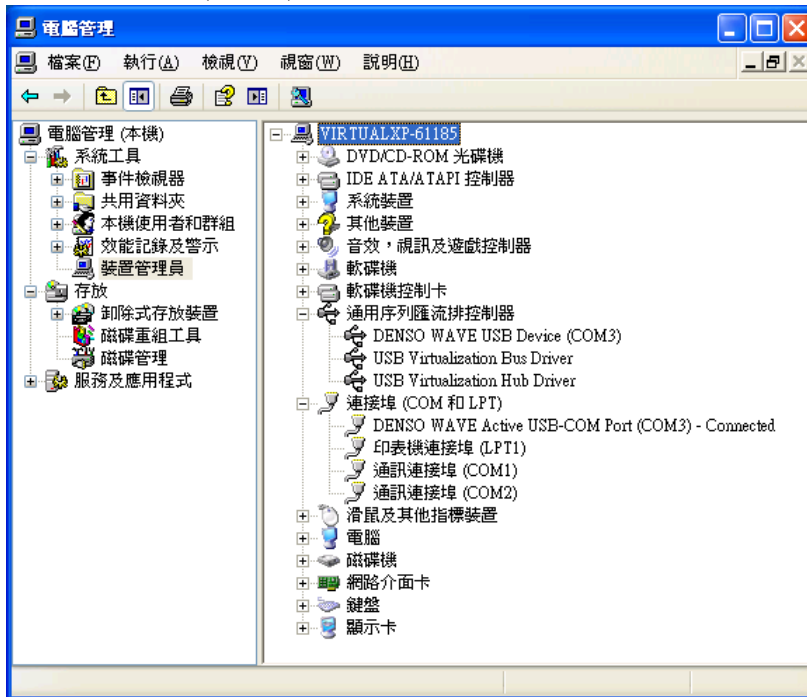 電腦管理
檔案(F) 執行(A) 檢視(V) 視窗(W) 說明(H)
電腦管理 (本機)
系統工具
事件檢視器
共用資料夾
本機使用者和群組
效能記錄及警示
裝置管理員
存放
卸除式存放裝置
磁碟重組工具
磁碟管理
服務及應用程式
VIRTUALXP-61185
DVD/CD-ROM 光碟機
IDE ATA/ATAPI 控制器
系統裝置
其他裝置
音效，視訊及遊戲控制器
軟碟機
軟碟機控制卡
通用序列匯流排控制器
DENSO WAVE USB Device (COM3)
USB Virtualization Bus Driver
USB Virtualization Hub Driver
連接埠 (COM 和 LPT)
DENSO WAVE Active USB-COM Port (COM3) - Connected
印表機連接埠 (LPT1)
通訊連接埠 (COM1)
通訊連接埠 (COM2)
滑鼠及其他指標裝置
電腦
磁碟機
網路介面卡
鍵盤
顯示卡